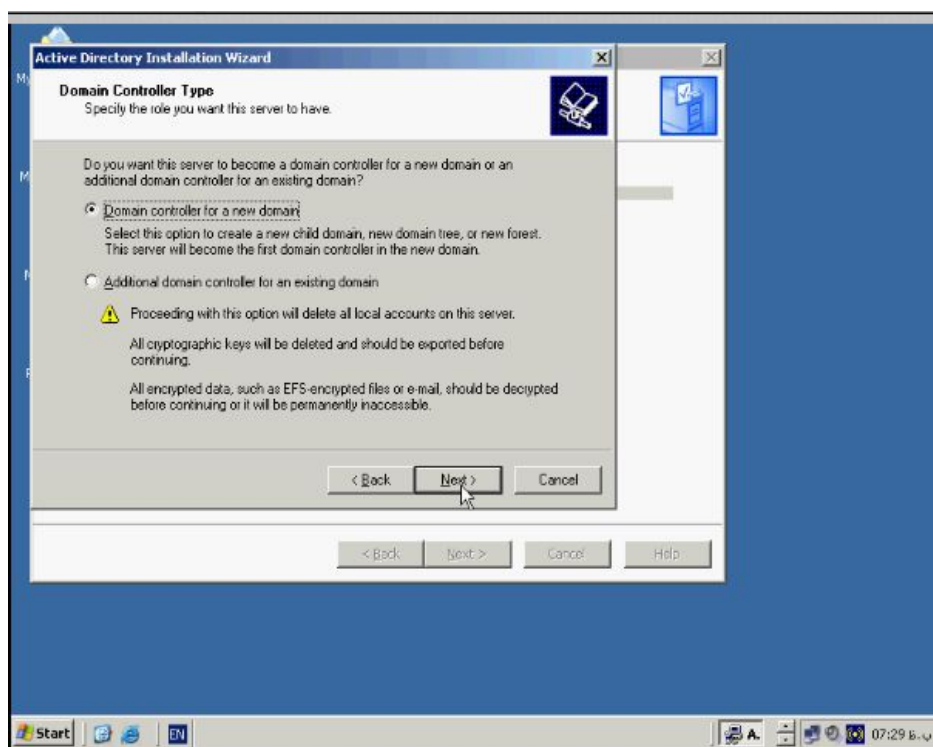 Active Directory Installation Wizard
Domain Controller Type
Specify the role you want this server to have.
Do you want this server to become a domain controller for a new domain or an
additional domain controller for an existing domain?
Domain controller for a new domain
Select this option to create a new child domain, new domain tree, or new forest.
This server will become the first domain controller in the new domain.
Additional domain controller for an existing domain
Proceeding with this option will delete all local accounts on this server.
All cryptographic keys will be deleted and should be exported before
continuing.
All encrypted data, such as EFS-encrypted files or e-mail, should be decrypted
before continuing or it will be permanently inaccessible.
< Back Next > Cancel
< Back Next > Cancel Help
Start EN A. 07:29